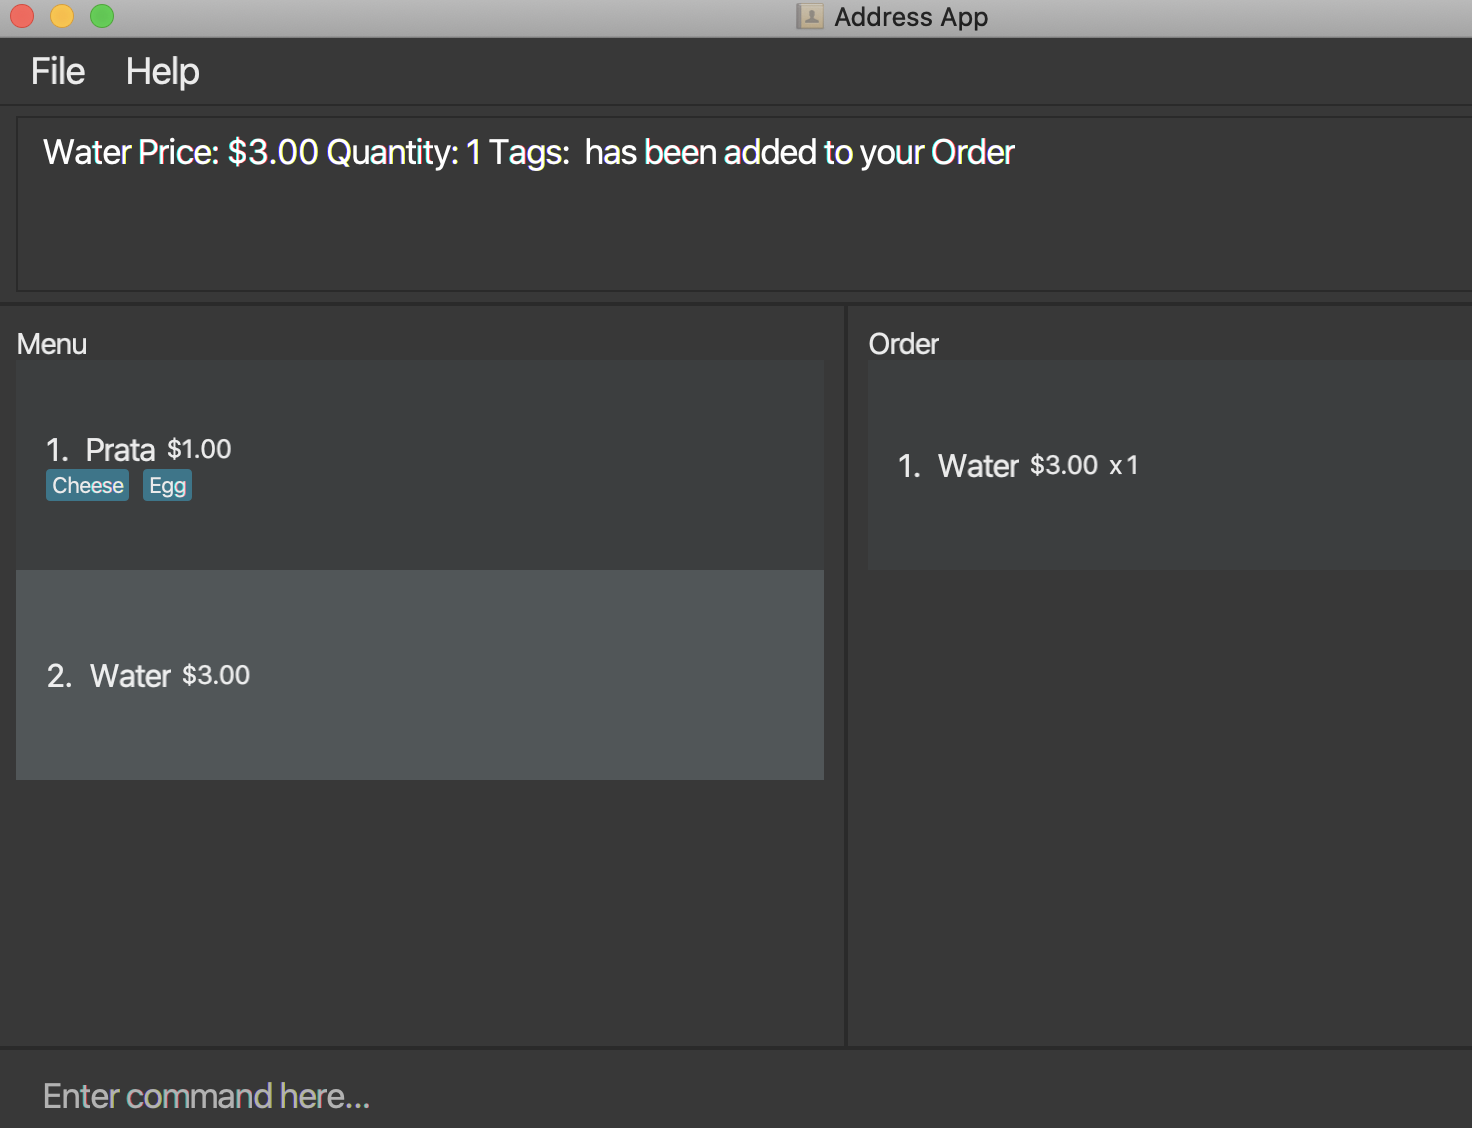 Address App
File Help
Water Price: $3.00 Quantity: 1 Tags:  has been added to your Order
Menu
1. Prata $1.00
Cheese Egg
2. Water $3.00
Order
1. Water $3.00 x 1
Enter command here...